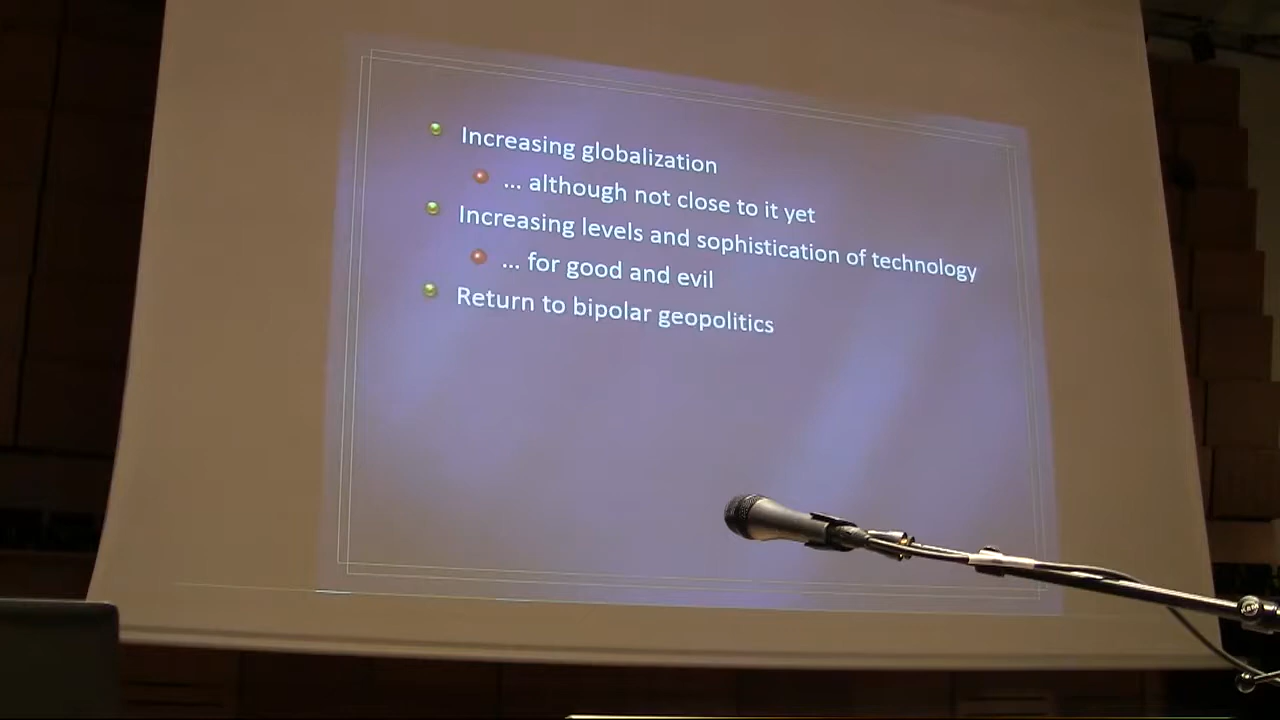 Increasing globalization
... although not close to it yet
Increasing levels and sophistication of technology
... for good and evil
Return to bipolar geopolitics